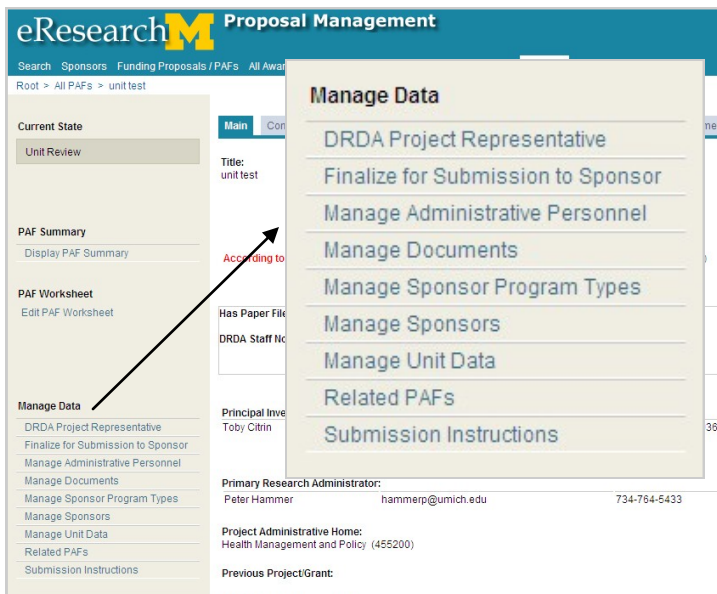 eResearch M Proposal Management
Search Sponsors Funding Proposals / PAFs All
Root > All PAFs > unit test
Current State
Unit Review
PAF Summary
Display PAF Summary
PAF Worksheet
Edit PAF Worksheet
Manage Data
DRDA Project Representative
Finalize for Submission to Sponsor
Manage Administrative Personnel
Manage Documents
Manage Sponsor Program Types
Manage Sponsors
Manage Unit Data
Related PAFs
Submission Instructions
Main
Title:
unit test
According to
Has Paper File
DRDA Staff
Principal
Toby Citrin
36
Primary Research Administrator:
Peter Hammer hammerp@umich.edu 734-764-5433
Project Administrative Home:
Health Management and Policy (455200)
Previous Project/Grant:
Manage Data
DRDA Project Representative
Finalize for Submission to Sponsor
Manage Administrative Personnel
Manage Documents
Manage Sponsor Program Types
Manage Sponsors
Manage Unit Data
Related PAFs
Submission Instructions